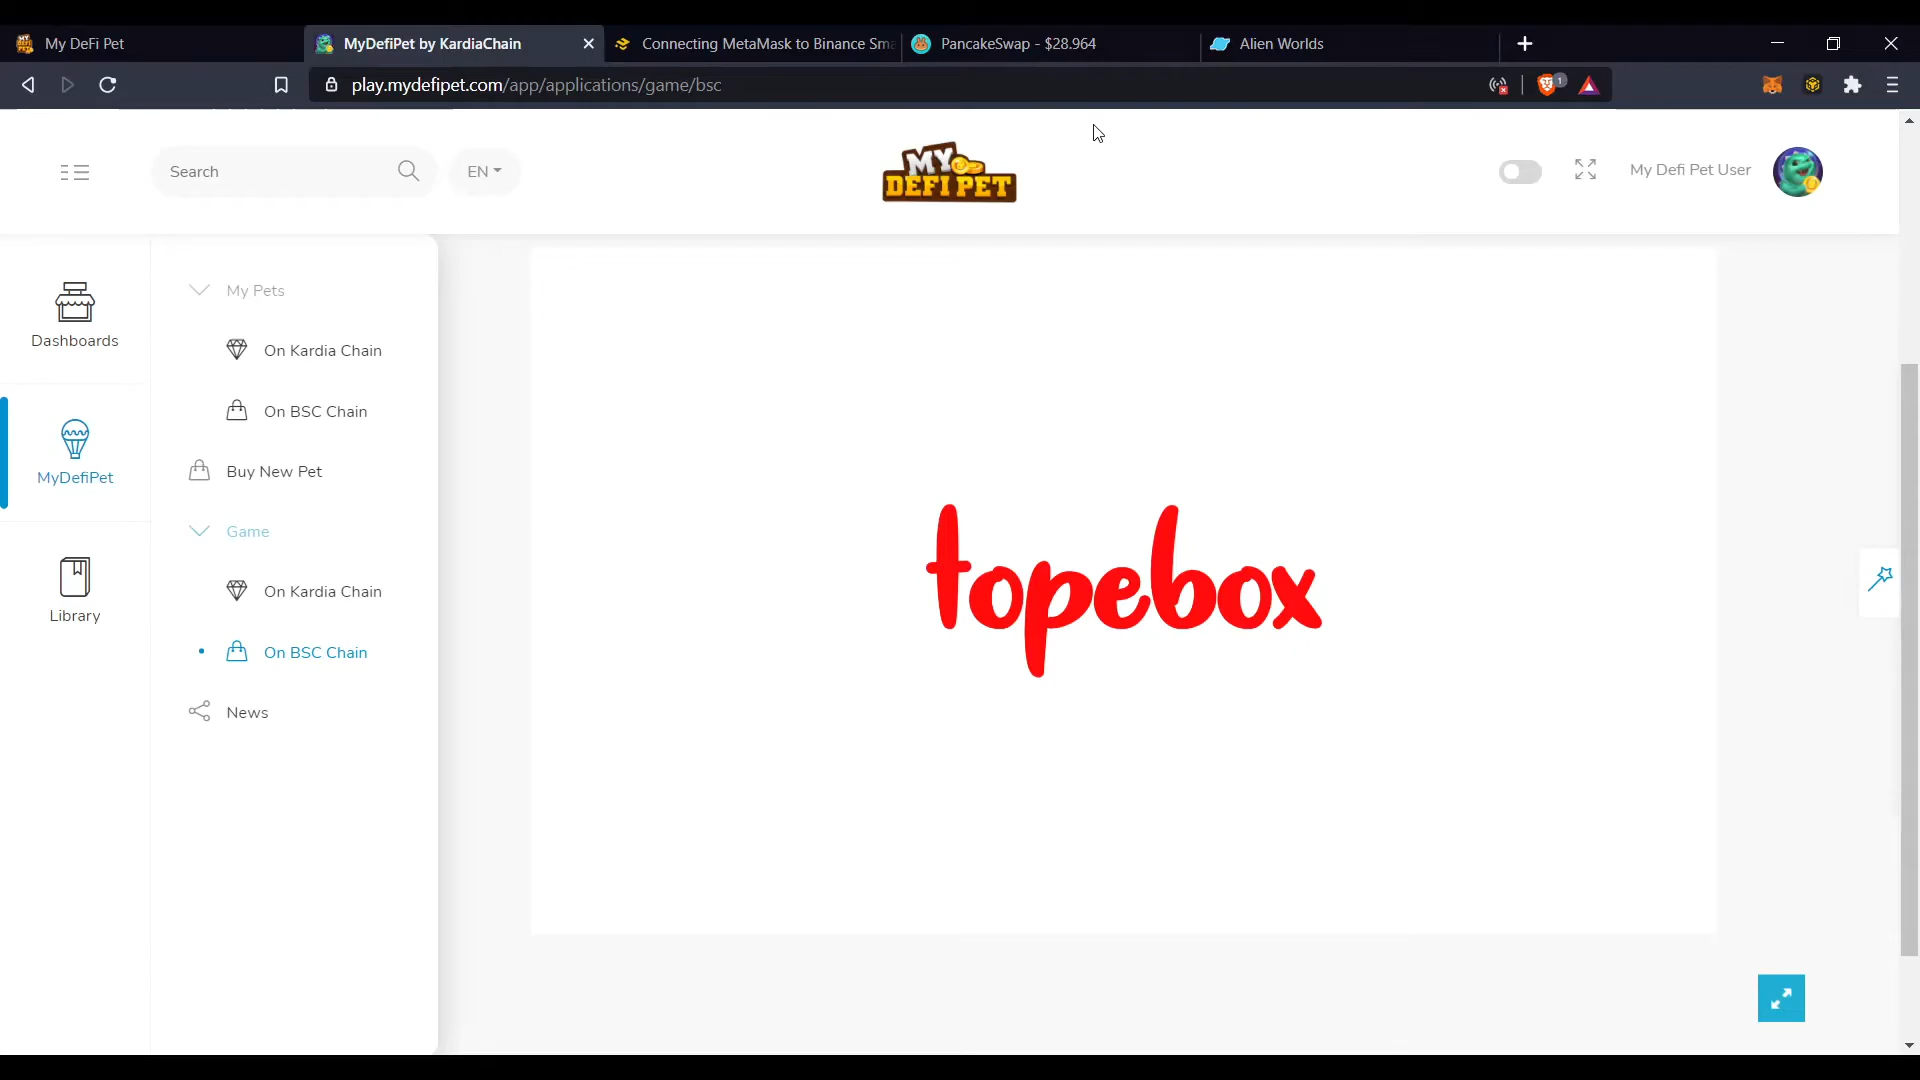 My DeFi Pet
MyDefiPet by KardiaChain
Connecting MetaMask to Binance Sma
PancakeSwap - $28.964
Alien Worlds
play.mydefipet.com/app/applications/game/bsc
1
Search
EN
MY
DEFI PET
My Defi Pet User
Dashboards
MyDefiPet
Library
My Pets
On Kardia Chain
On BSC Chain
Buy New Pet
Game
On Kardia Chain
On BSC Chain
News
topebox